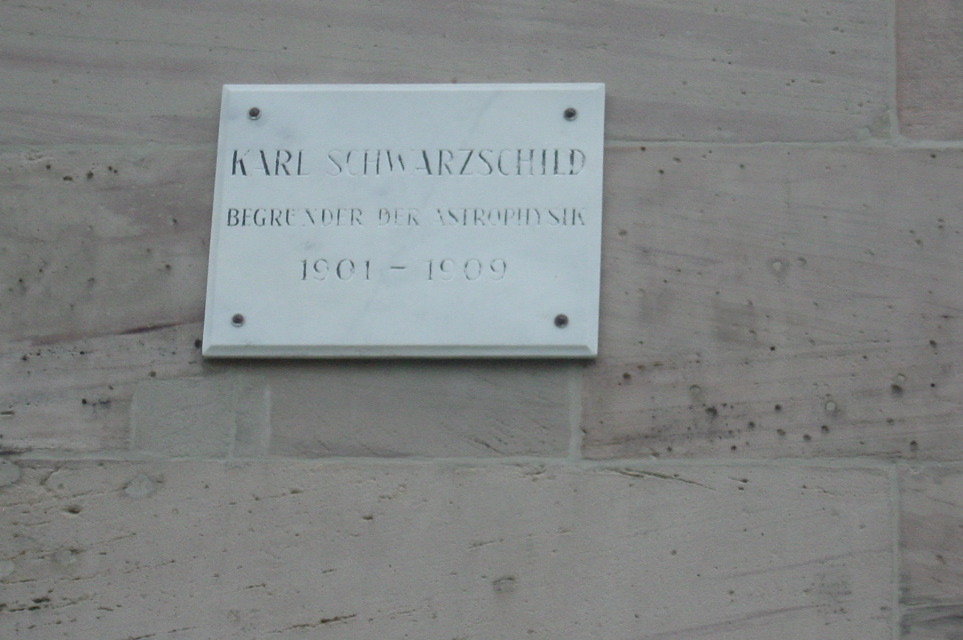 KARL SCHWARZSCHILD
BEGRÜNDER DER ASTROPHYSIK
1901 – 1909